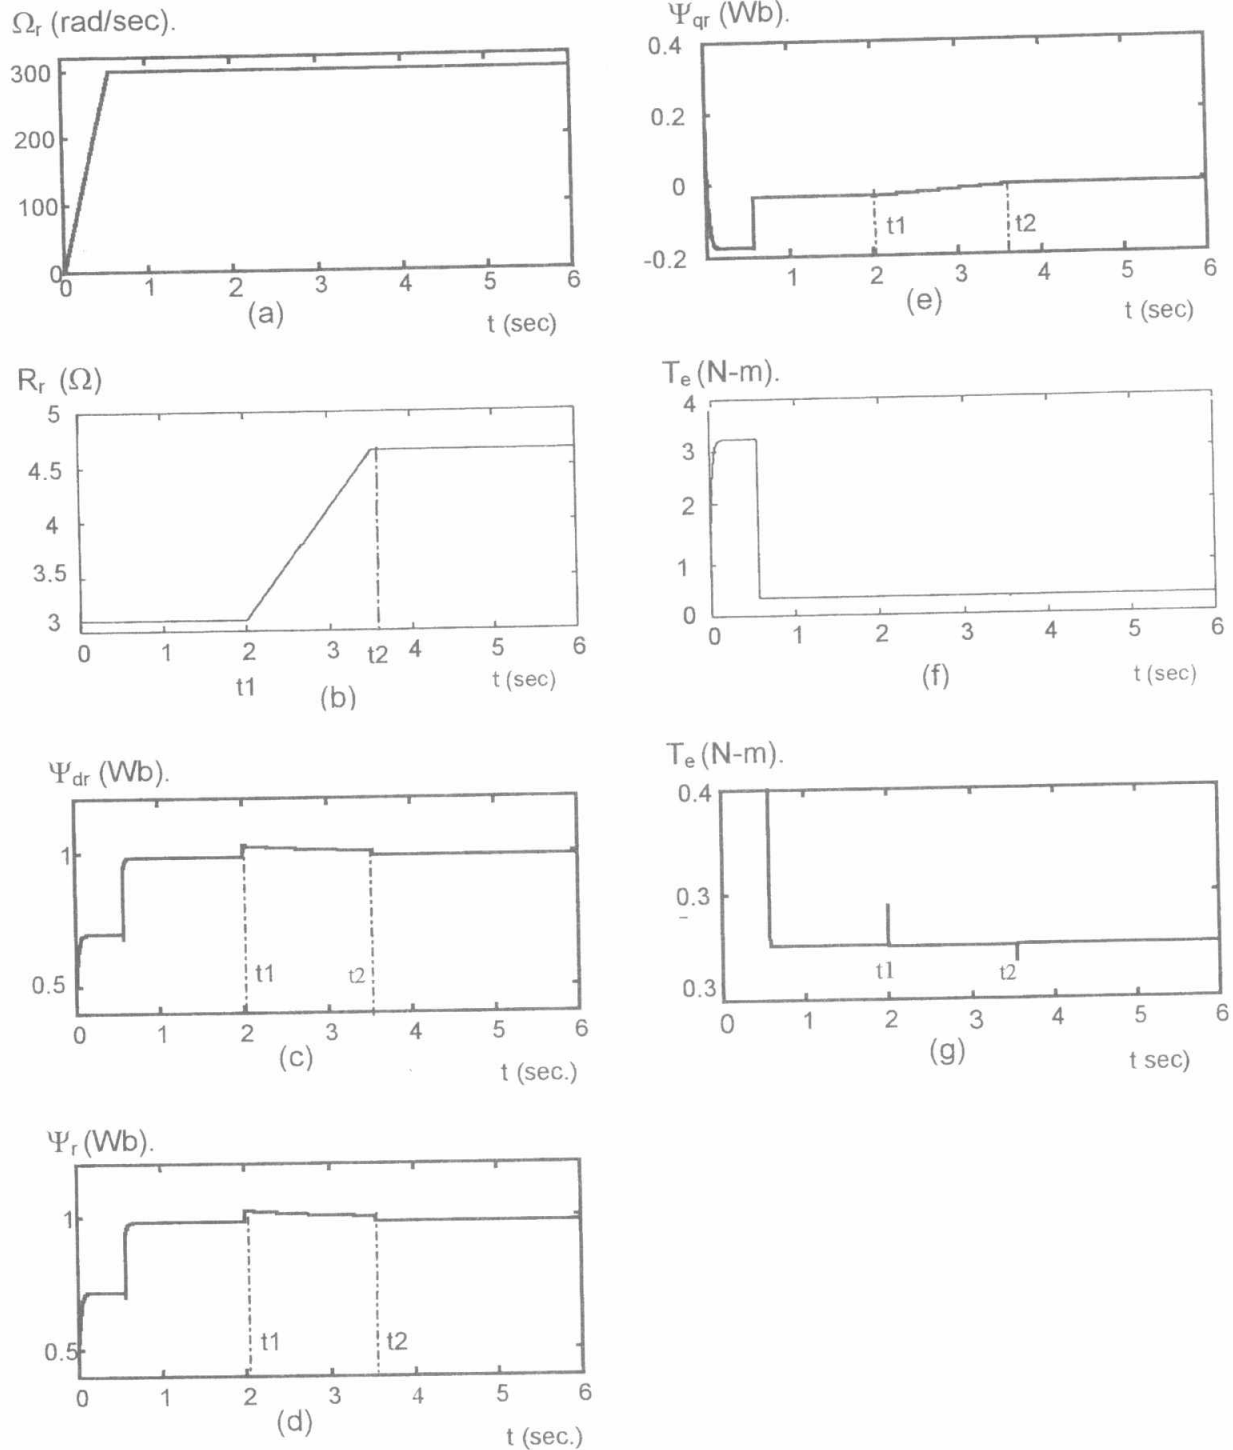 Ωr (rad/sec).
300
200
100
0
0 1 2 3 4 5 6
(a)
t (sec)
Rr (Ω)
5
4.5
4
3.5
3
0 1 2 3 t2 4 5 6
t1
(b)
t (sec)
Ψdr (Wb).
1
0.5
t1
t2
0 1 2 3 4 5 6
(c)
t (sec.)
Ψr (Wb).
1
0.5
t1
t2
0 1 2 3 4 5 6
(d)
t (sec.)
Ψqr (Wb).
0.4
0.2
0
-0.2
t1
t2
1 2 3 4 5 6
(e)
t (sec)
Te (N-m).
4
3
2
1
0
0 1 2 3 4 5 6
(f)
t (sec)
Te (N-m).
0.4
0.3
0.3
t1
t2
0 1 2 3 4 5 6
(g)
t sec)